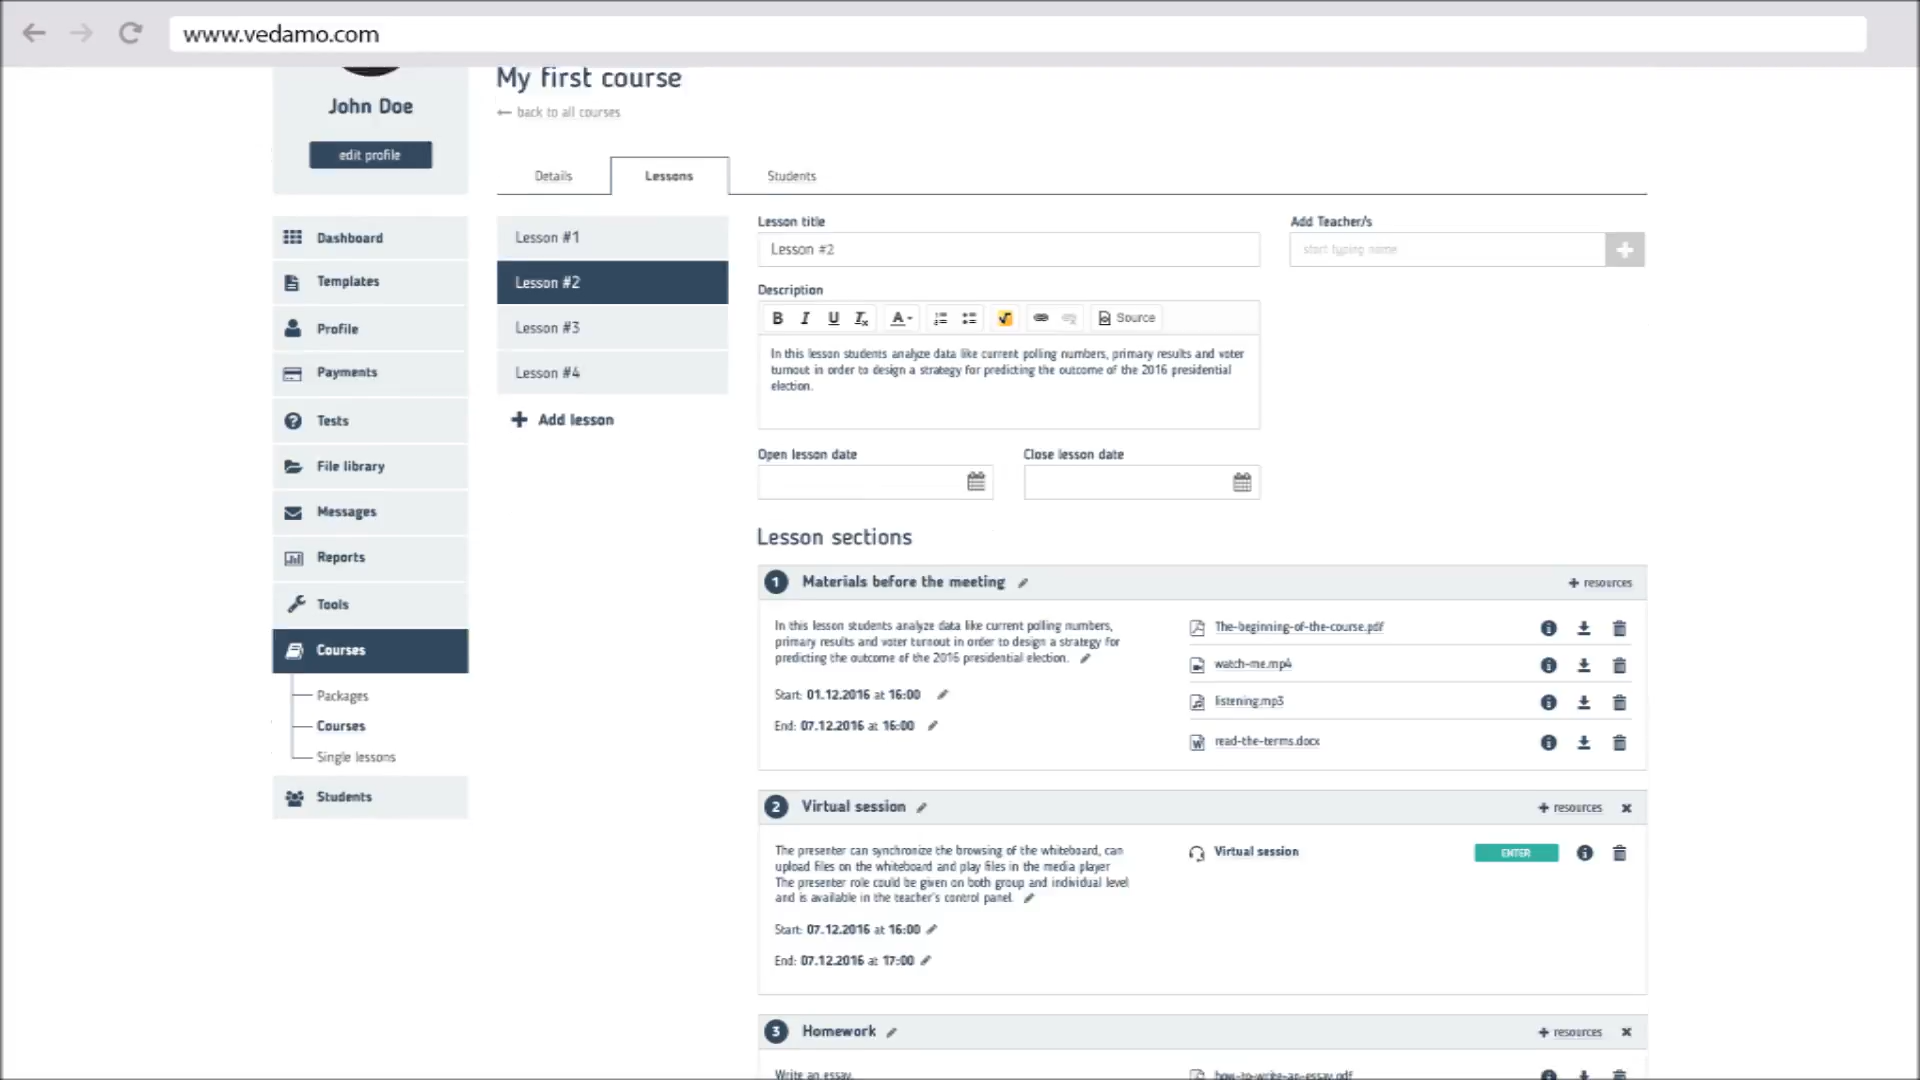 www.vedamo.com
John Doe
edit profile
Dashboard
Templates
Profile
Payments
Tests
File library
Messages
Reports
Tools
Courses
Packages
Courses
Single lessons
Students
My first course
← back to all courses
Details
Lessons
Students
Lesson #1
Lesson #2
Lesson #3
Lesson #4
+ Add lesson
Lesson title
Lesson #2
Add Teacher/s
start typing name
Description
B I U Tx A Source
In this lesson students analyze data like current polling numbers, primary results and voter
turnout in order to design a strategy for predicting the outcome of the 2016 presidential
election.
Open lesson date
Close lesson date
Lesson sections
1 Materials before the meeting
+ resources
In this lesson students analyze data like current polling numbers,
primary results and voter turnout in order to design a strategy for
predicting the outcome of the 2016 presidential election.
Start: 01.12.2016 at 16:00
End: 07.12.2016 at 16:00
The-beginning-of-the-course.pdf
watch-me.mp4
listening.mp3
read-the-terms.docx
2 Virtual session
+ resources ×
The presenter can synchronize the browsing of the whiteboard, can
upload files on the whiteboard and play files in the media player
The presenter role could be given on both group and individual level
and is available in the teacher's control panel.
Start: 07.12.2016 at 16:00
End: 07.12.2016 at 17:00
Virtual session
ENTER
3 Homework
+ resources ×
Write an essay.
how-to-write-an-essay.pdf